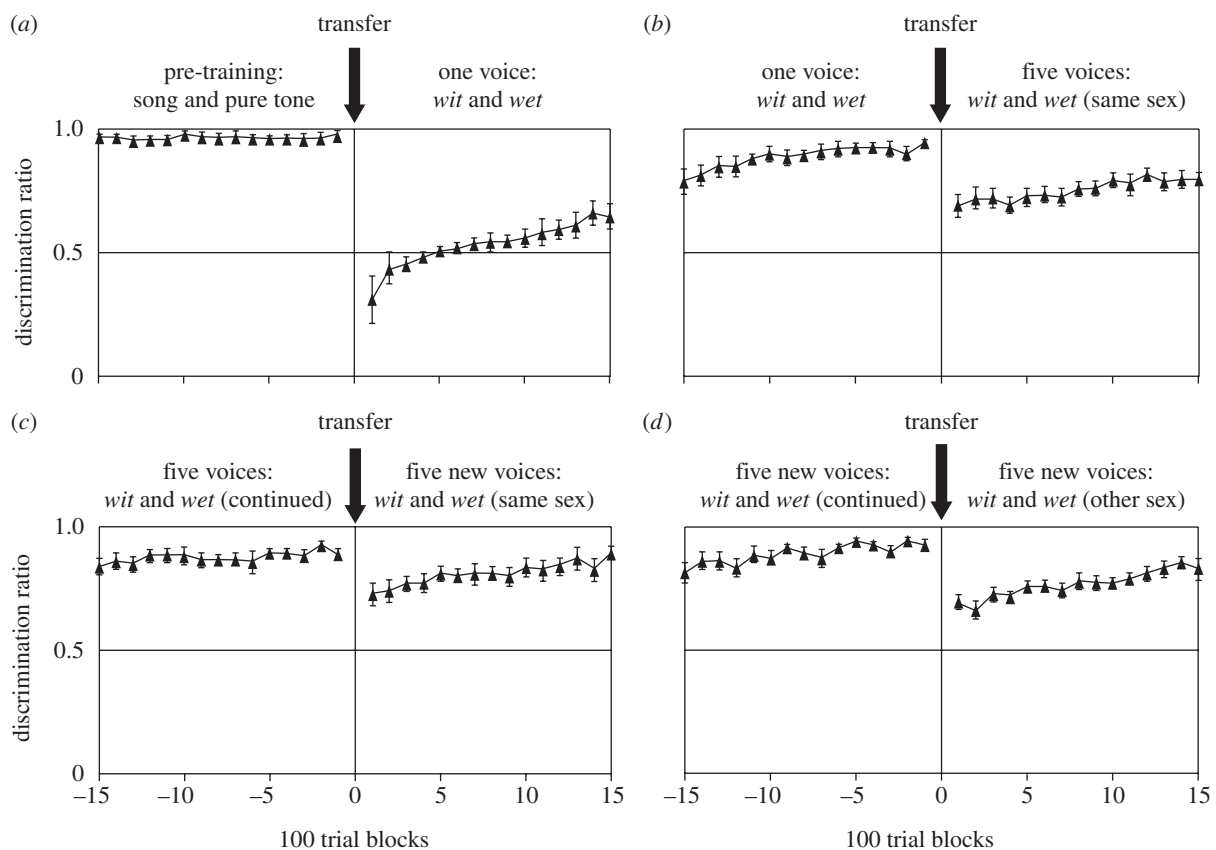 (a)
transfer
pre-training:
song and pure tone
one voice:
wit and wet
1.0
0.5
0
discrimination ratio
(b)
transfer
one voice:
wit and wet
five voices:
wit and wet (same sex)
(c)
transfer
five voices:
wit and wet (continued)
five new voices:
wit and wet (same sex)
1.0
0.5
0
discrimination ratio
–15 –10 –5 0 5 10 15
100 trial blocks
(d)
transfer
five new voices:
wit and wet (continued)
five new voices:
wit and wet (other sex)
–15 –10 –5 0 5 10 15
100 trial blocks